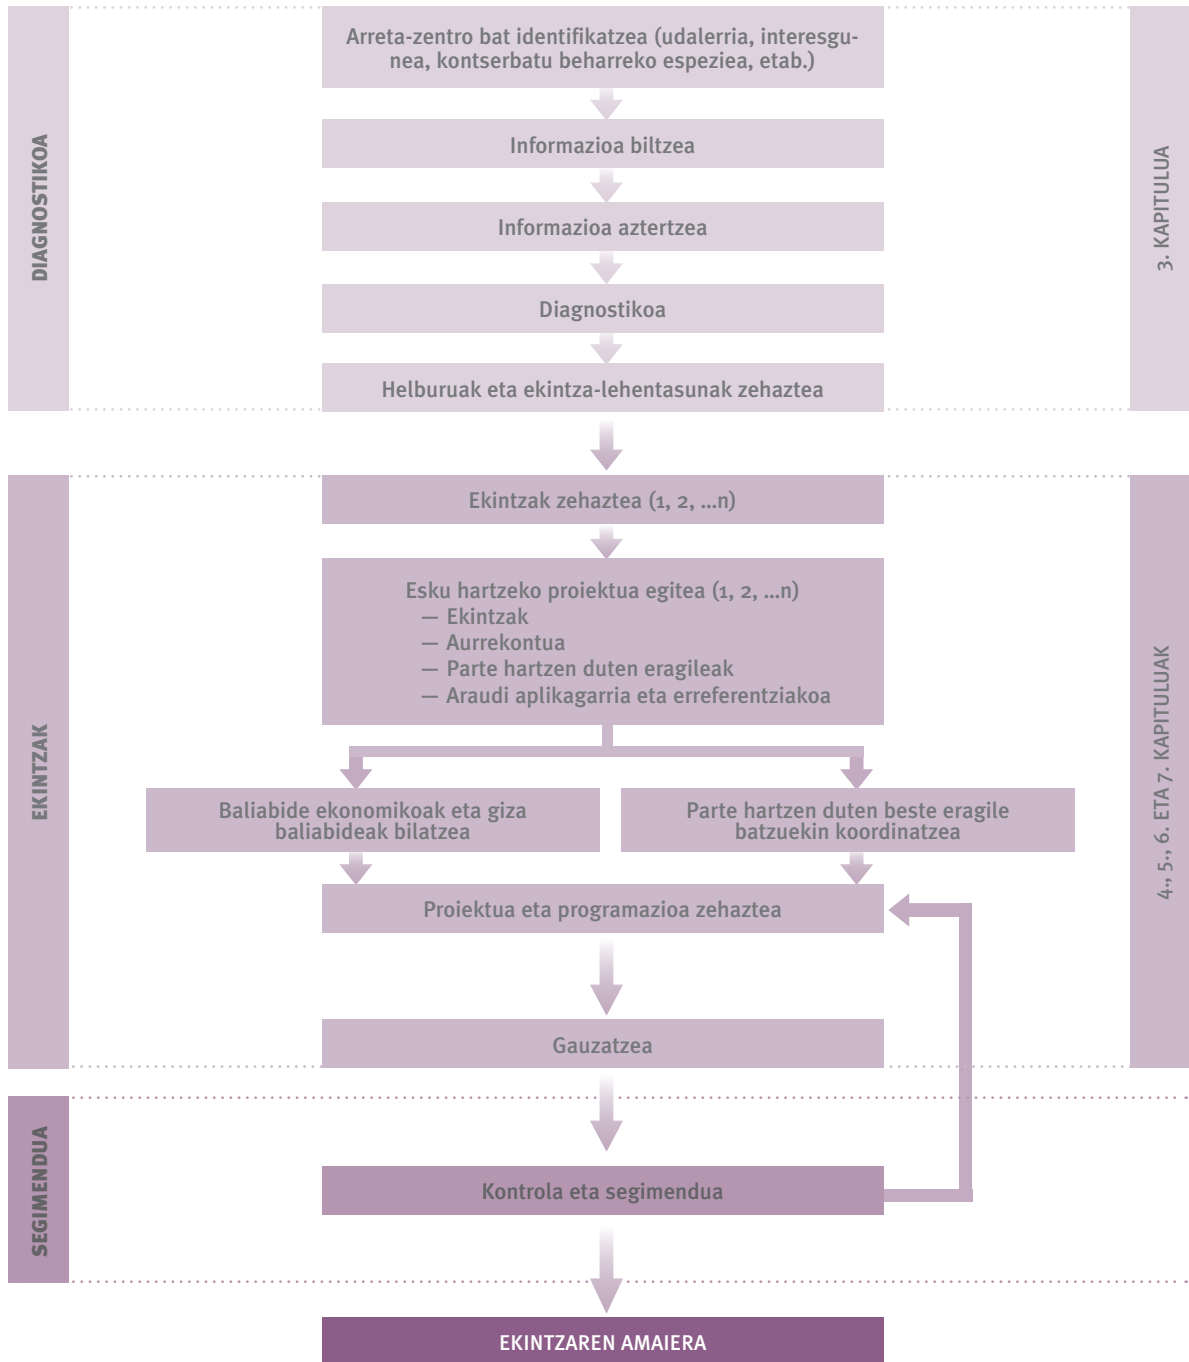 DIAGNOSTIKOA
Arreta-zentro bat identifikatzea (udalerria, interesgu-
nea, kontserbatu beharreko espeziea, etab.)
Informazioa biltzea
Informazioa aztertzea
Diagnostikoa
Helburuak eta ekintza-lehentasunak zehaztea
3. KAPITULUA
EKINTZAK
Ekintzak zehaztea (1, 2, ...n)
Esku hartzeko proiektua egitea (1, 2, ...n)
— Ekintzak
— Aurrekontua
— Parte hartzen duten eragileak
— Araudi aplikagarria eta erreferentziakoa
Baliabide ekonomikoak eta giza
baliabideak bilatzea
Parte hartzen duten beste eragile
batzuekin koordinatzea
Proiektua eta programazioa zehaztea
Gauzatzea
4., 5., 6. ETA 7. KAPITULUAK
SEGIMENDUA
Kontrola eta segimendua
EKINTZAREN AMAIERA